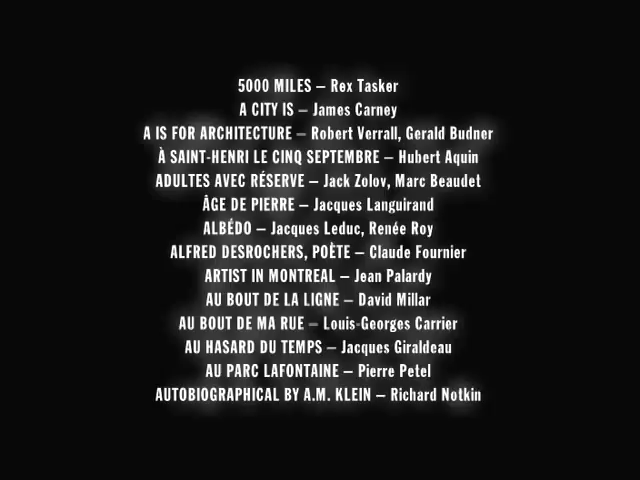 5000 MILES – Rex Tasker
A CITY IS – James Carney
A IS FOR ARCHITECTURE – Robert Verrall, Gerald Budner
À SAINT-HENRI LE CINQ SEPTEMBRE – Hubert Aquin
ADULTES AVEC RÉSERVE – Jack Zolov, Marc Beaudet
ÂGE DE PIERRE – Jacques Languirand
ALBÉDO – Jacques Leduc, Renée Roy
ALFRED DESROCHERS, POÈTE – Claude Fournier
ARTIST IN MONTREAL – Jean Palardy
AU BOUT DE LA LIGNE – David Millar
AU BOUT DE MA RUE – Louis-Georges Carrier
AU HASARD DU TEMPS – Jacques Giraldeau
AU PARC LAFONTAINE – Pierre Petel
AUTOBIOGRAPHICAL BY A.M. KLEIN – Richard Notkin